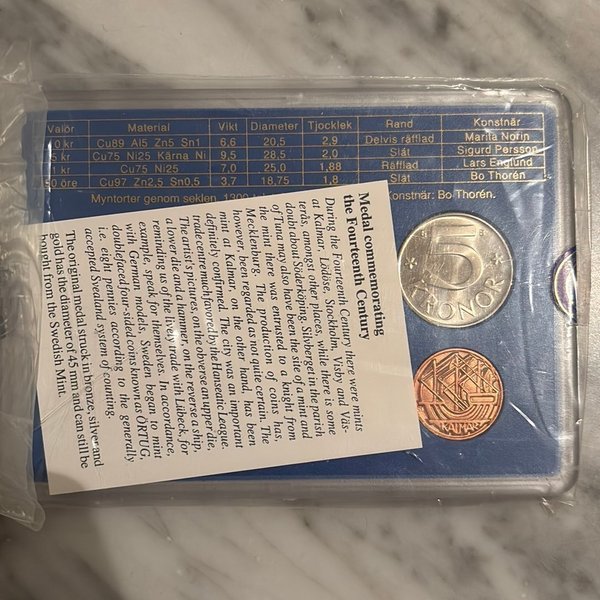 Valör Material Vikt Diameter Tjocklek Rand Konstnär
0 kr Cu89 Al5 Zn5 Sn1 6,6 20,5 2,9 Delvis räfflad Marita Norin
5 kr Cu75 Ni25 Kärna Ni 9,5 28,5 2,0 Slät Sigurd Persson
1 kr Cu75 Ni25 7,0 25,0 1,88 Räfflad Lars Englund
50 öre Cu97 Zn2,5 Sn0,5 3,7 18,75 1,8 Slät Bo Thorén
Myntorter genom seklen, 1300 Konstnär: Bo Thorén.
Medal commemorating
the Fourteenth Century
During the Fourteenth Century there were mints
at Kalmar, Lödöse, Stockholm, Visby and Väs-
terås, amongst other places, while there is some
doubt about Söderköping. Silvberget in the parish
of Tuna may also have been the site of a mint and
the mint there was entrusted to a knight from
Mecklenburg. The production of coins has,
however, been regarded as not quite certain. The
mint at Kalmar, on the other hand, has been
definitely confirmed. The city was an important
trade centre much favored by the Hanseatic League.
The artist's pictures, on the obverse an upper die,
a lower die and a hammer, on the reverse a ship,
reminding us of the lively trade with Lübeck, for
example, speak for themselves. In accordance,
with German models, Sweden began to mint
doublefaced four-sided coins known as ÖRTUG,
i.e. eight pennies according to the generally
accepted Svealand system of counting.
The original medal struck in bronze, silver and
gold has the diameter of 45 mm and can still be
bought from the Swedish Mint.
5
KRONOR
KALMAR